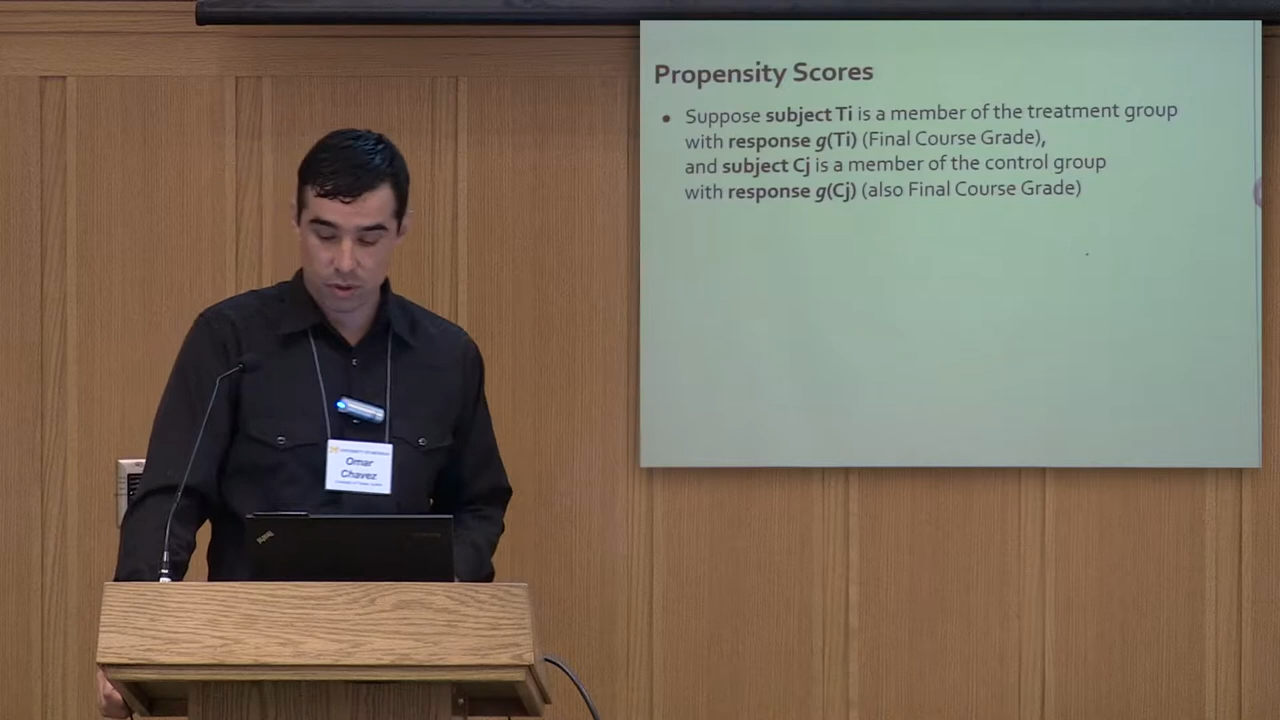 Propensity Scores
• Suppose subject Ti is a member of the treatment group
with response g(Ti) (Final Course Grade),
and subject Cj is a member of the control group
with response g(Cj) (also Final Course Grade)
Omar
Chavez